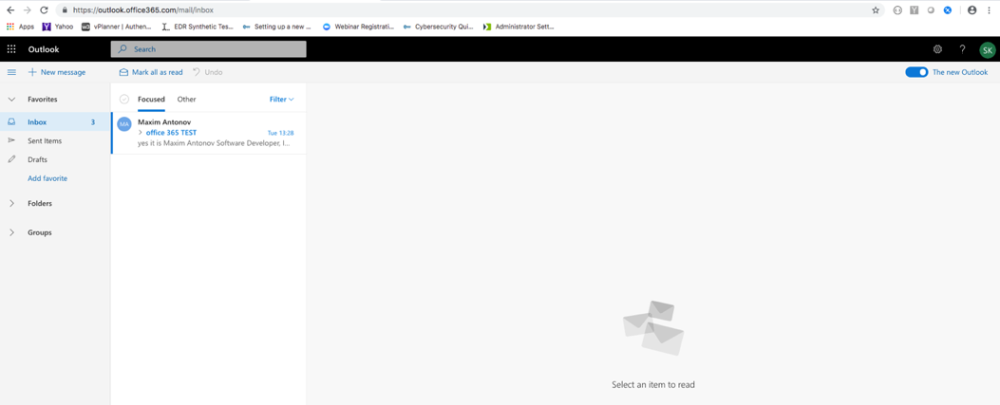 https://outlook.office365.com/mail/inbox
Apps Yahoo vPlanner | Authen... EDR Synthetic Tes... Setting up a new ... Webinar Registrati... Cybersecurity Qui... Administrator Sett...
Outlook Search ? SK
New message Mark all as read Undo The new Outlook
Favorites
Inbox 3
Sent Items
Drafts
Add favorite
Folders
Groups
Focused Other Filter
MA Maxim Antonov
office 365 TEST Tue 13:28
yes it is Maxim Antonov Software Developer, I...
Select an item to read